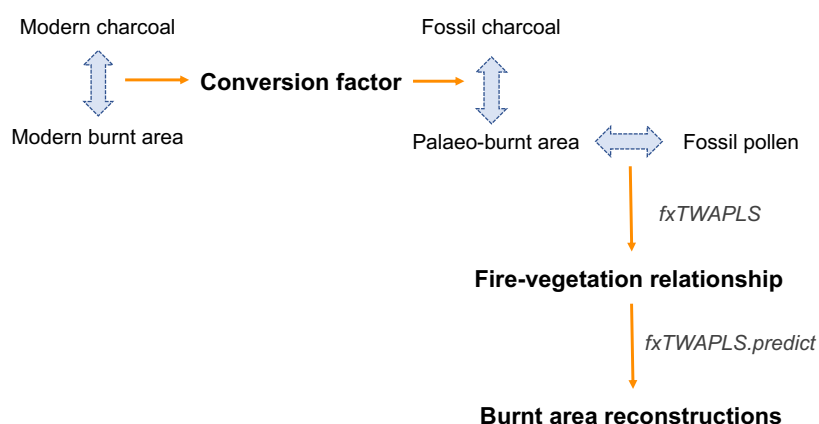 Modern charcoal
Fossil charcoal
Conversion factor
Modern burnt area
Palaeo-burnt area
Fossil pollen
fxTWAPLS
Fire-vegetation relationship
fxTWAPLS.predict
Burnt area reconstructions